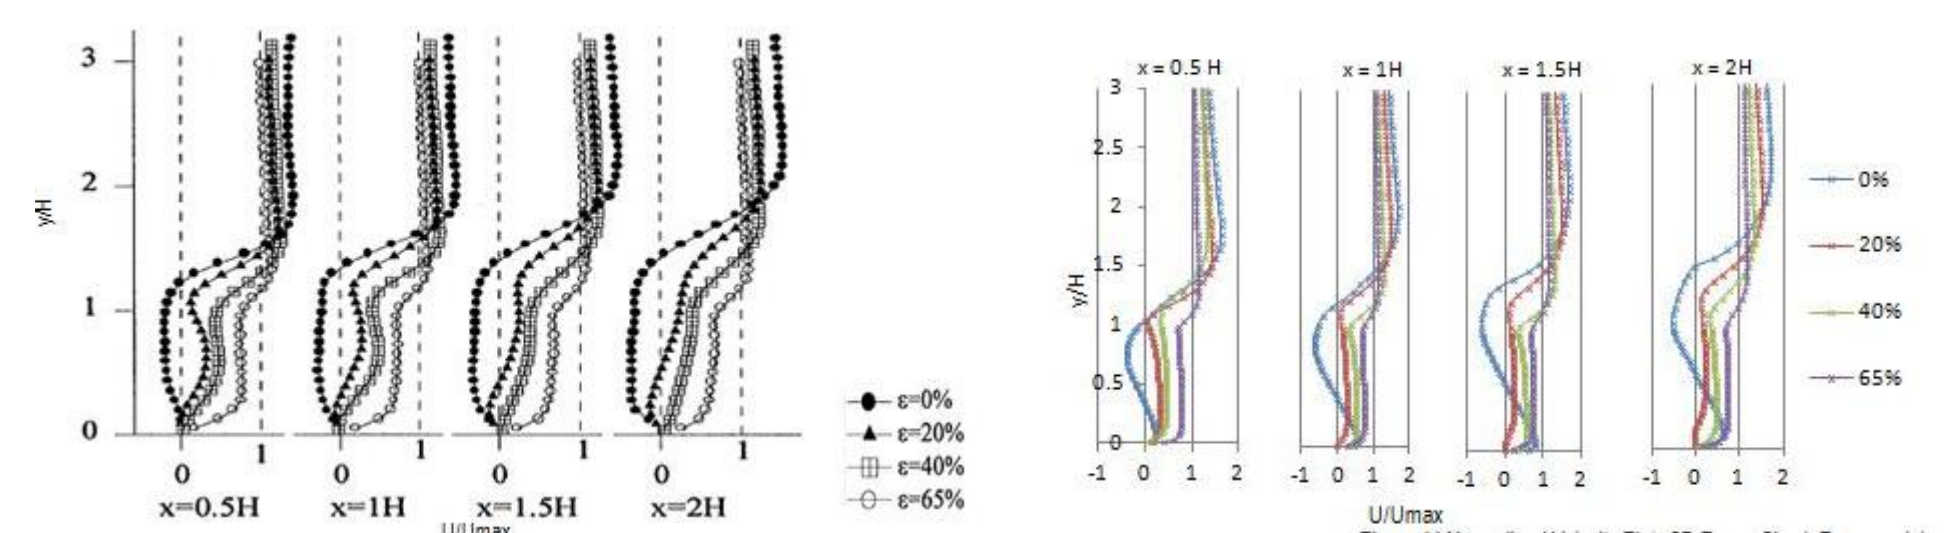 3
2
1
0
y/H
0 1 0 1 0 1 0 1
x=0.5H x=1H x=1.5H x=2H
U/Umax
ε=0%
ε=20%
ε=40%
ε=65%
x = 0.5 H x = 1H x = 1.5H x = 2H
3
2.5
2
1.5
1
0.5
0
y/H
-1 0 1 2 -1 0 1 2 -1 0 1 2 -1 0 1 2
U/Umax
0%
20%
40%
65%